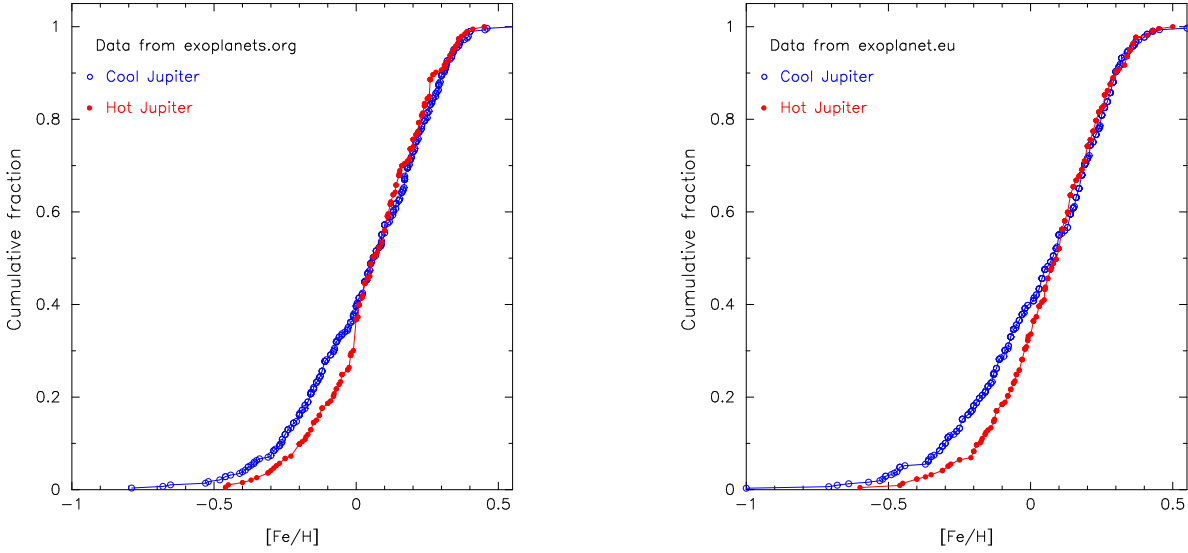 1
0.8
0.6
0.4
0.2
0
Cumulative fraction
Data from exoplanets.org
Cool Jupiter
Hot Jupiter
−1
−0.5
0
0.5
[Fe/H]
1
0.8
0.6
0.4
0.2
0
Cumulative fraction
Data from exoplanet.eu
Cool Jupiter
Hot Jupiter
−1
−0.5
0
0.5
[Fe/H]